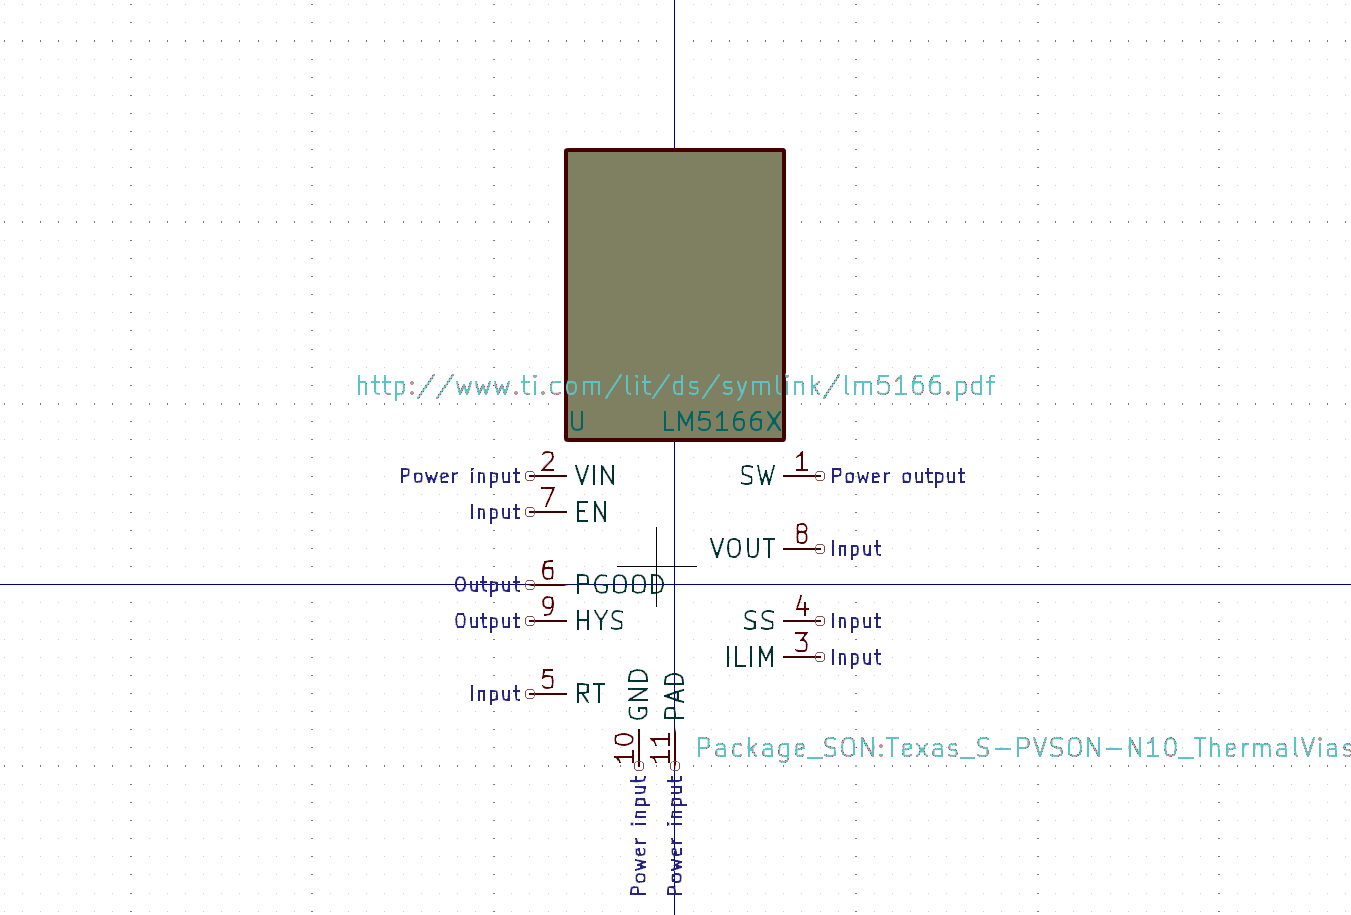 http://www.ti.com/lit/ds/symlink/lm5166.pdf
U LM5166X
Power input 2 VIN SW 1 Power output
Input 7 EN
VOUT 8 Input
Output 6 PGOOD
Output 9 HYS SS 4 Input
ILIM 3 Input
Input 5 RT
GND 10 Power input
PAD 11 Power input
Package_SON:Texas_S-PVSON-N10_ThermalVias